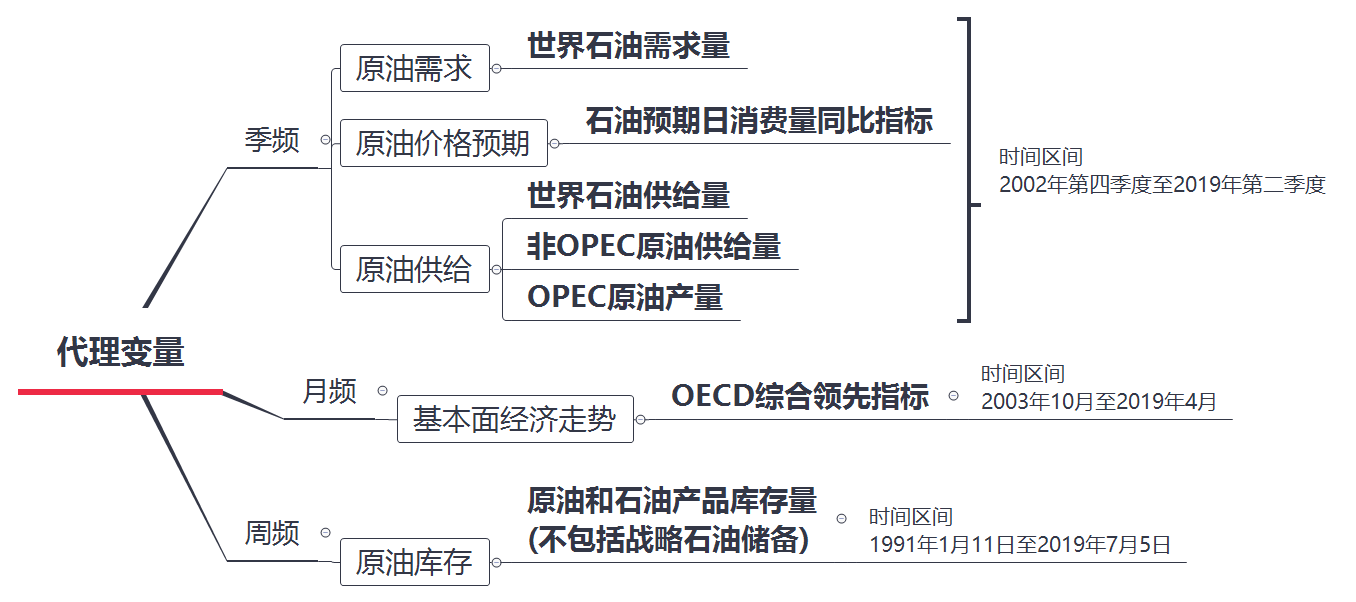 代理变量
季频
原油需求
世界石油需求量
原油价格预期
石油预期日消费量同比指标
原油供给
世界石油供给量
非OPEC原油供给量
OPEC原油产量
时间区间
2002年第四季度至2019年第二季度
月频
基本面经济走势
OECD综合领先指标
时间区间
2003年10月至2019年4月
周频
原油库存
原油和石油产品库存量
(不包括战略石油储备)
时间区间
1991年1月11日至2019年7月5日